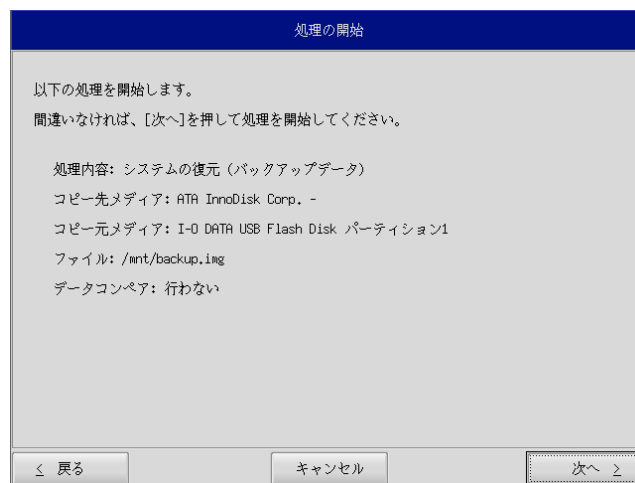 処理の開始
以下の処理を開始します。
間違いなければ、[次へ]を押して処理を開始してください。
処理内容: システムの復元 (バックアップデータ)
コピー先メディア: ATA InnoDisk Corp. -
コピー元メディア: I-O DATA USB Flash Disk パーティション1
ファイル: /mnt/backup.img
データコンペア: 行わない
< 戻る
キャンセル
次へ >